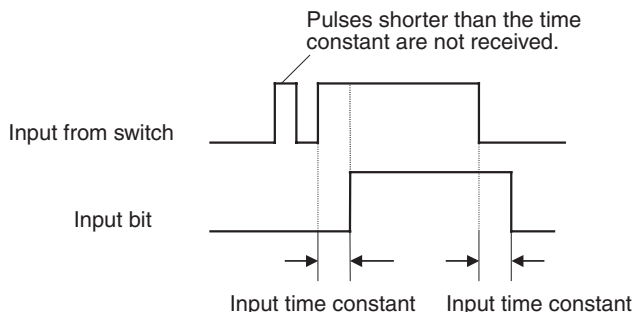 Pulses shorter than the time
constant are not received.
Input from switch
Input bit
Input time constant
Input time constant